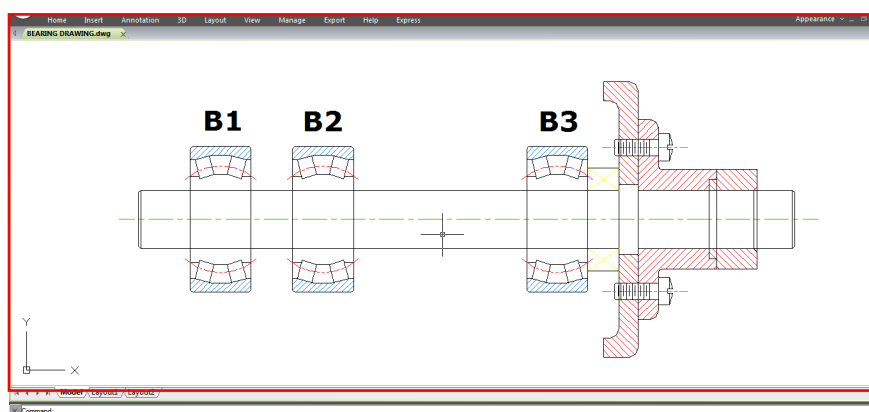 Home Insert Annotation 3D Layout View Manage Export Help Express Appearance
BEARING DRAWING.dwg
B1 B2 B3
Y
X
Model Layout1 Layout2
Command: